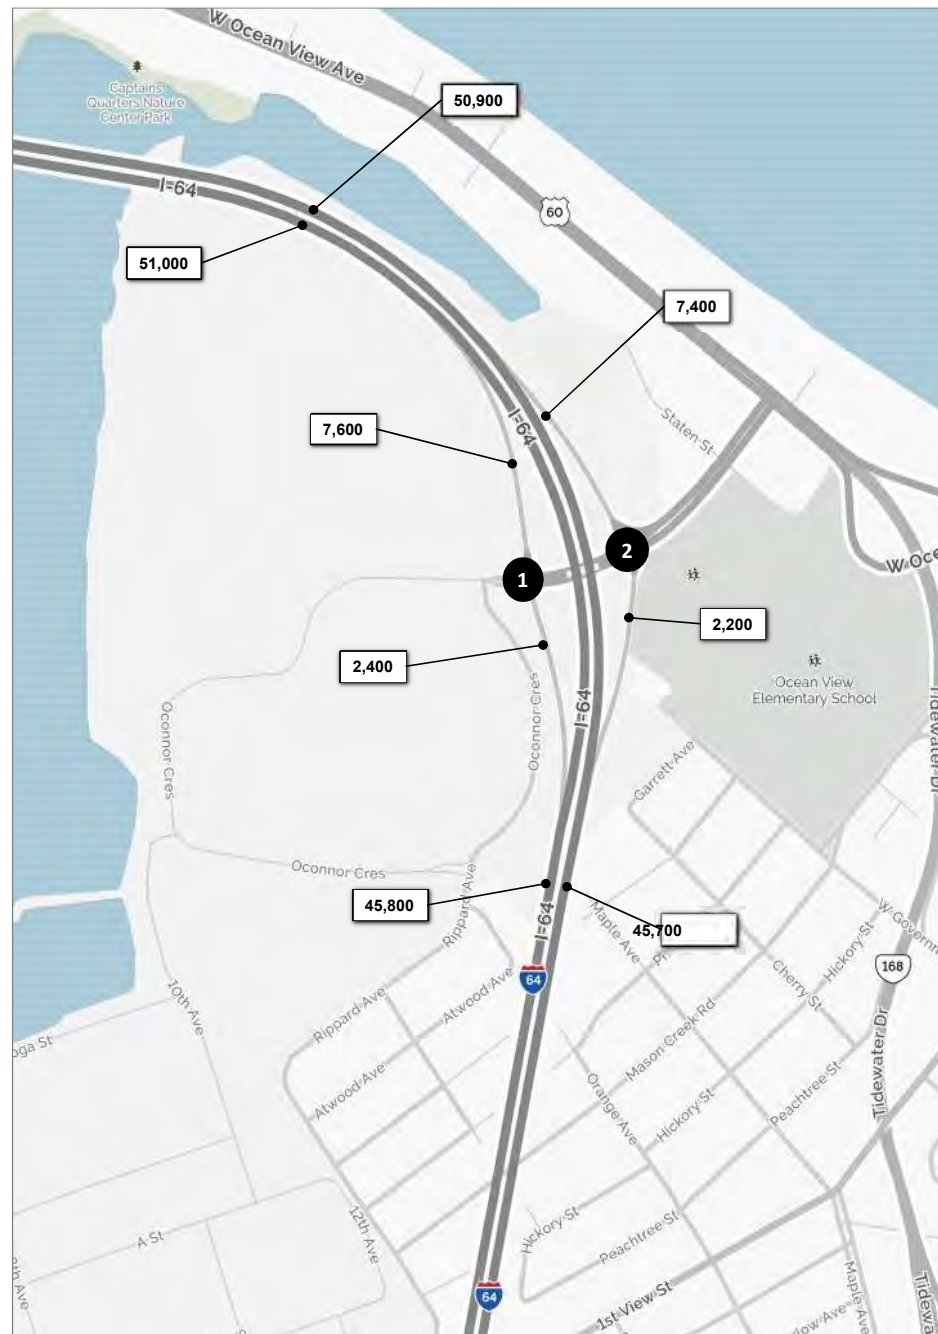 W Ocean View Ave
Captains
Quarters Nature
Center Park
50,900
I-64
60
51,000
7,400
I-64
7,600
Staten St
2
1
W Oce
2,200
2,400
Ocean View
Elementary School
Oconnor Cres
Oconnor Cres
I-64
Tidewater Dr
Garrett Ave
Oconnor Cres
Rippard Ave
45,800
I-64
45,700
Maple Ave
W Governm
Hickory St
168
64
Cherry St
10th Ave
Atwood Ave
Rippard Ave
Mason Creek Rd
oga St
Tidewater Dr
Atwood Ave
Orange Ave
Hickory St
Peachtree St
12th Ave
A St
Hickory St
Peachtree St
64
1st View St
Maple Ave
Tidewa